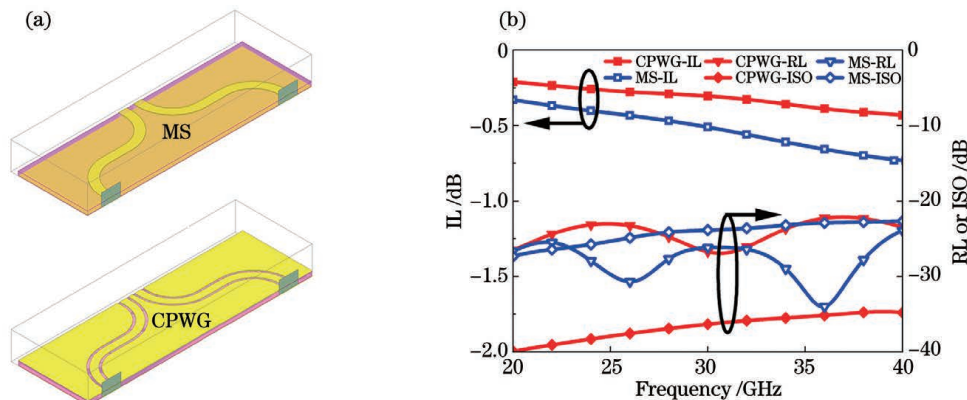 (a)
MS
CPWG
(b)
CPWG-IL CPWG-RL MS-RL
MS-IL CPWG-ISO MS-ISO
0
-0.5
-1.0
-1.5
-2.0
IL /dB
0
-10
-20
-30
-40
RL or ISO /dB
20 25 30 35 40
Frequency /GHz